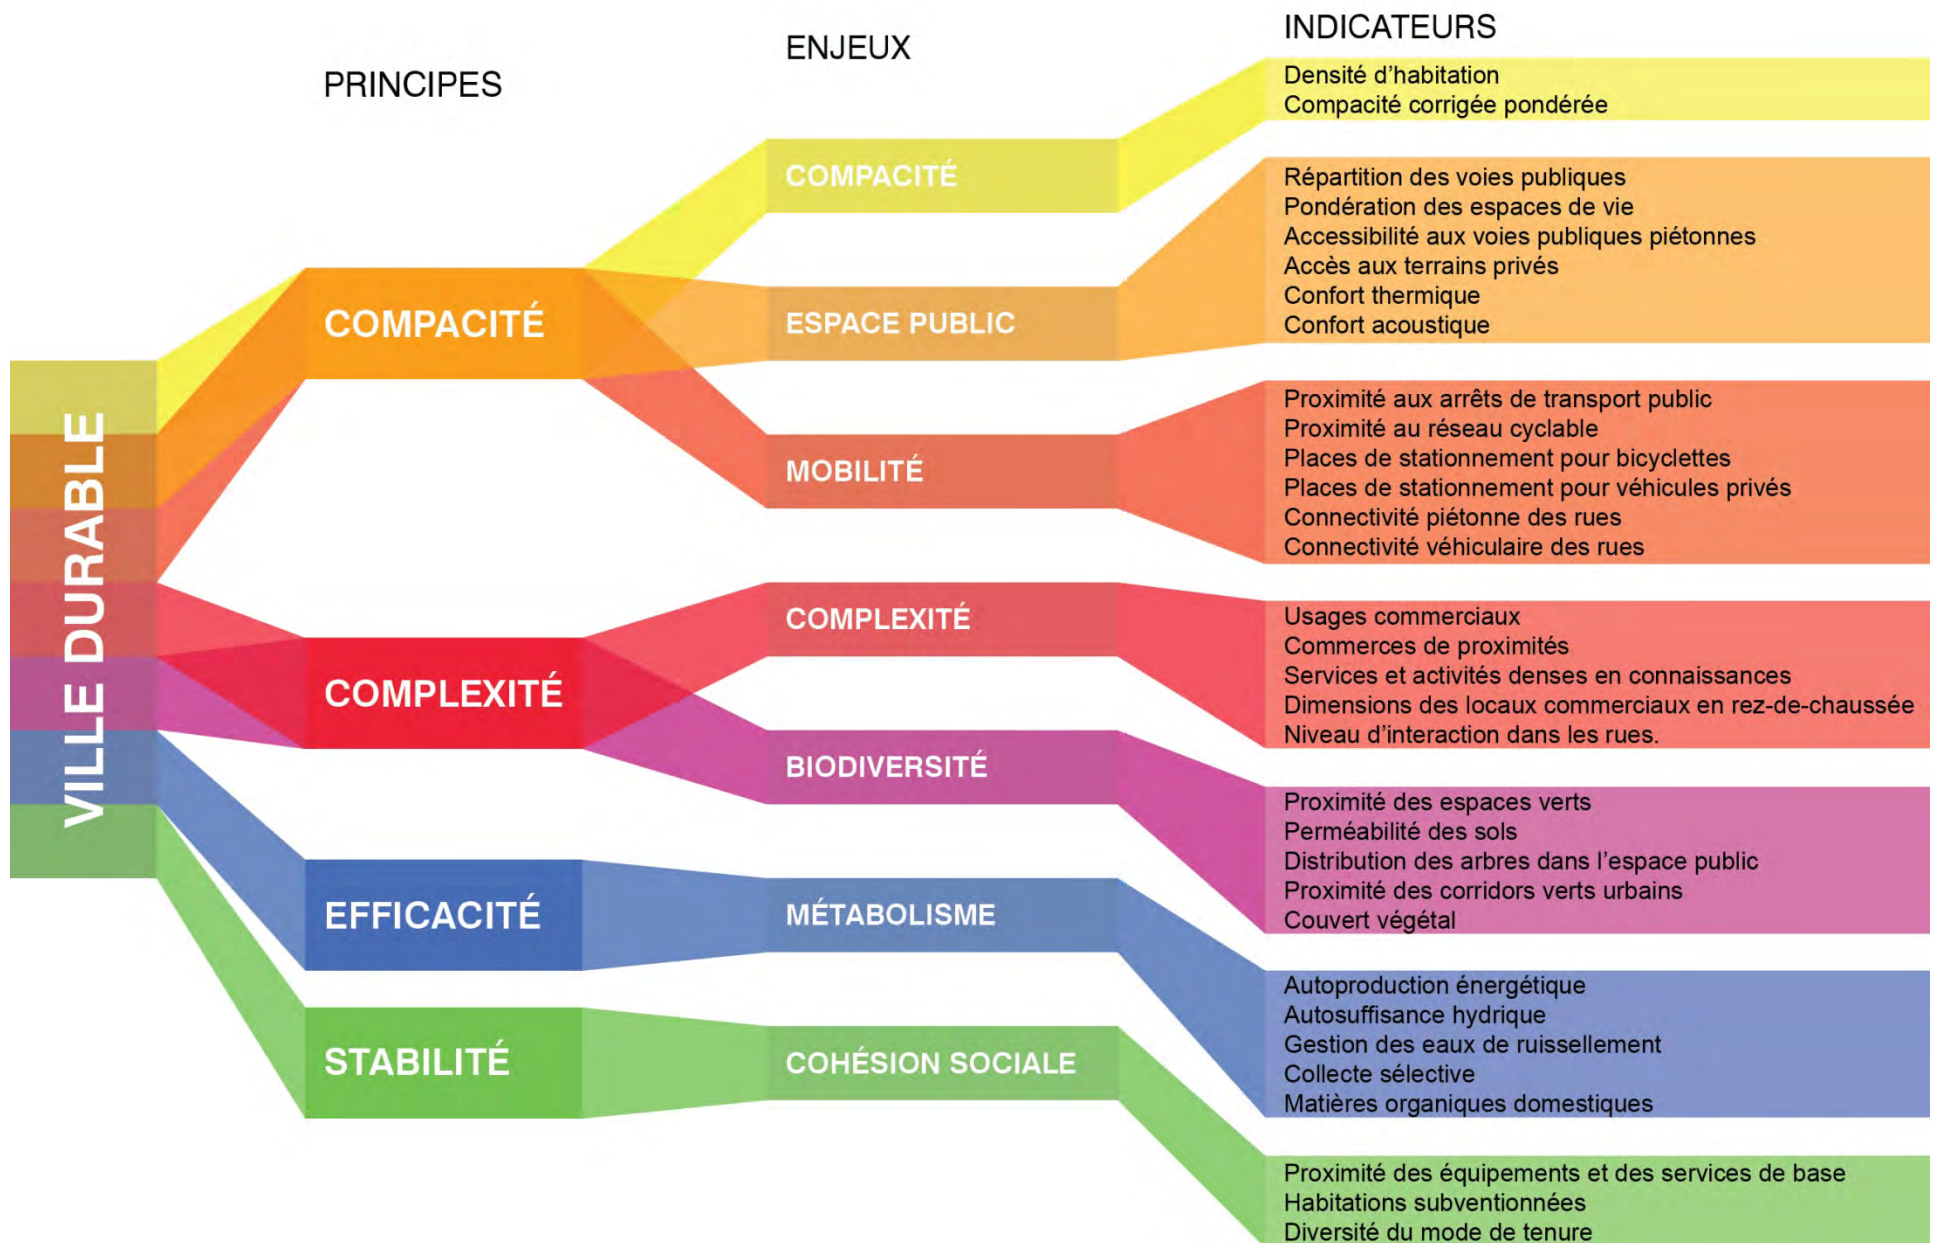 INDICATEURS
ENJEUX
PRINCIPES
VILLE DURABLE
COMPACITÉ
COMPACITÉ
Densité d’habitation
Compacité corrigée pondérée
ESPACE PUBLIC
Répartition des voies publiques
Pondération des espaces de vie
Accessibilité aux voies publiques piétonnes
Accès aux terrains privés
Confort thermique
Confort acoustique
MOBILITÉ
Proximité aux arrêts de transport public
Proximité au réseau cyclable
Places de stationnement pour bicyclettes
Places de stationnement pour véhicules privés
Connectivité piétonne des rues
Connectivité véhiculaire des rues
COMPLEXITÉ
COMPLEXITÉ
Usages commerciaux
Commerces de proximités
Services et activités denses en connaissances
Dimensions des locaux commerciaux en rez-de-chaussée
Niveau d’interaction dans les rues.
BIODIVERSITÉ
Proximité des espaces verts
Perméabilité des sols
Distribution des arbres dans l’espace public
Proximité des corridors verts urbains
Couvert végétal
EFFICACITÉ
MÉTABOLISME
Autoproduction énergétique
Autosuffisance hydrique
Gestion des eaux de ruissellement
Collecte sélective
Matières organiques domestiques
STABILITÉ
COHÉSION SOCIALE
Proximité des équipements et des services de base
Habitations subventionnées
Diversité du mode de tenure